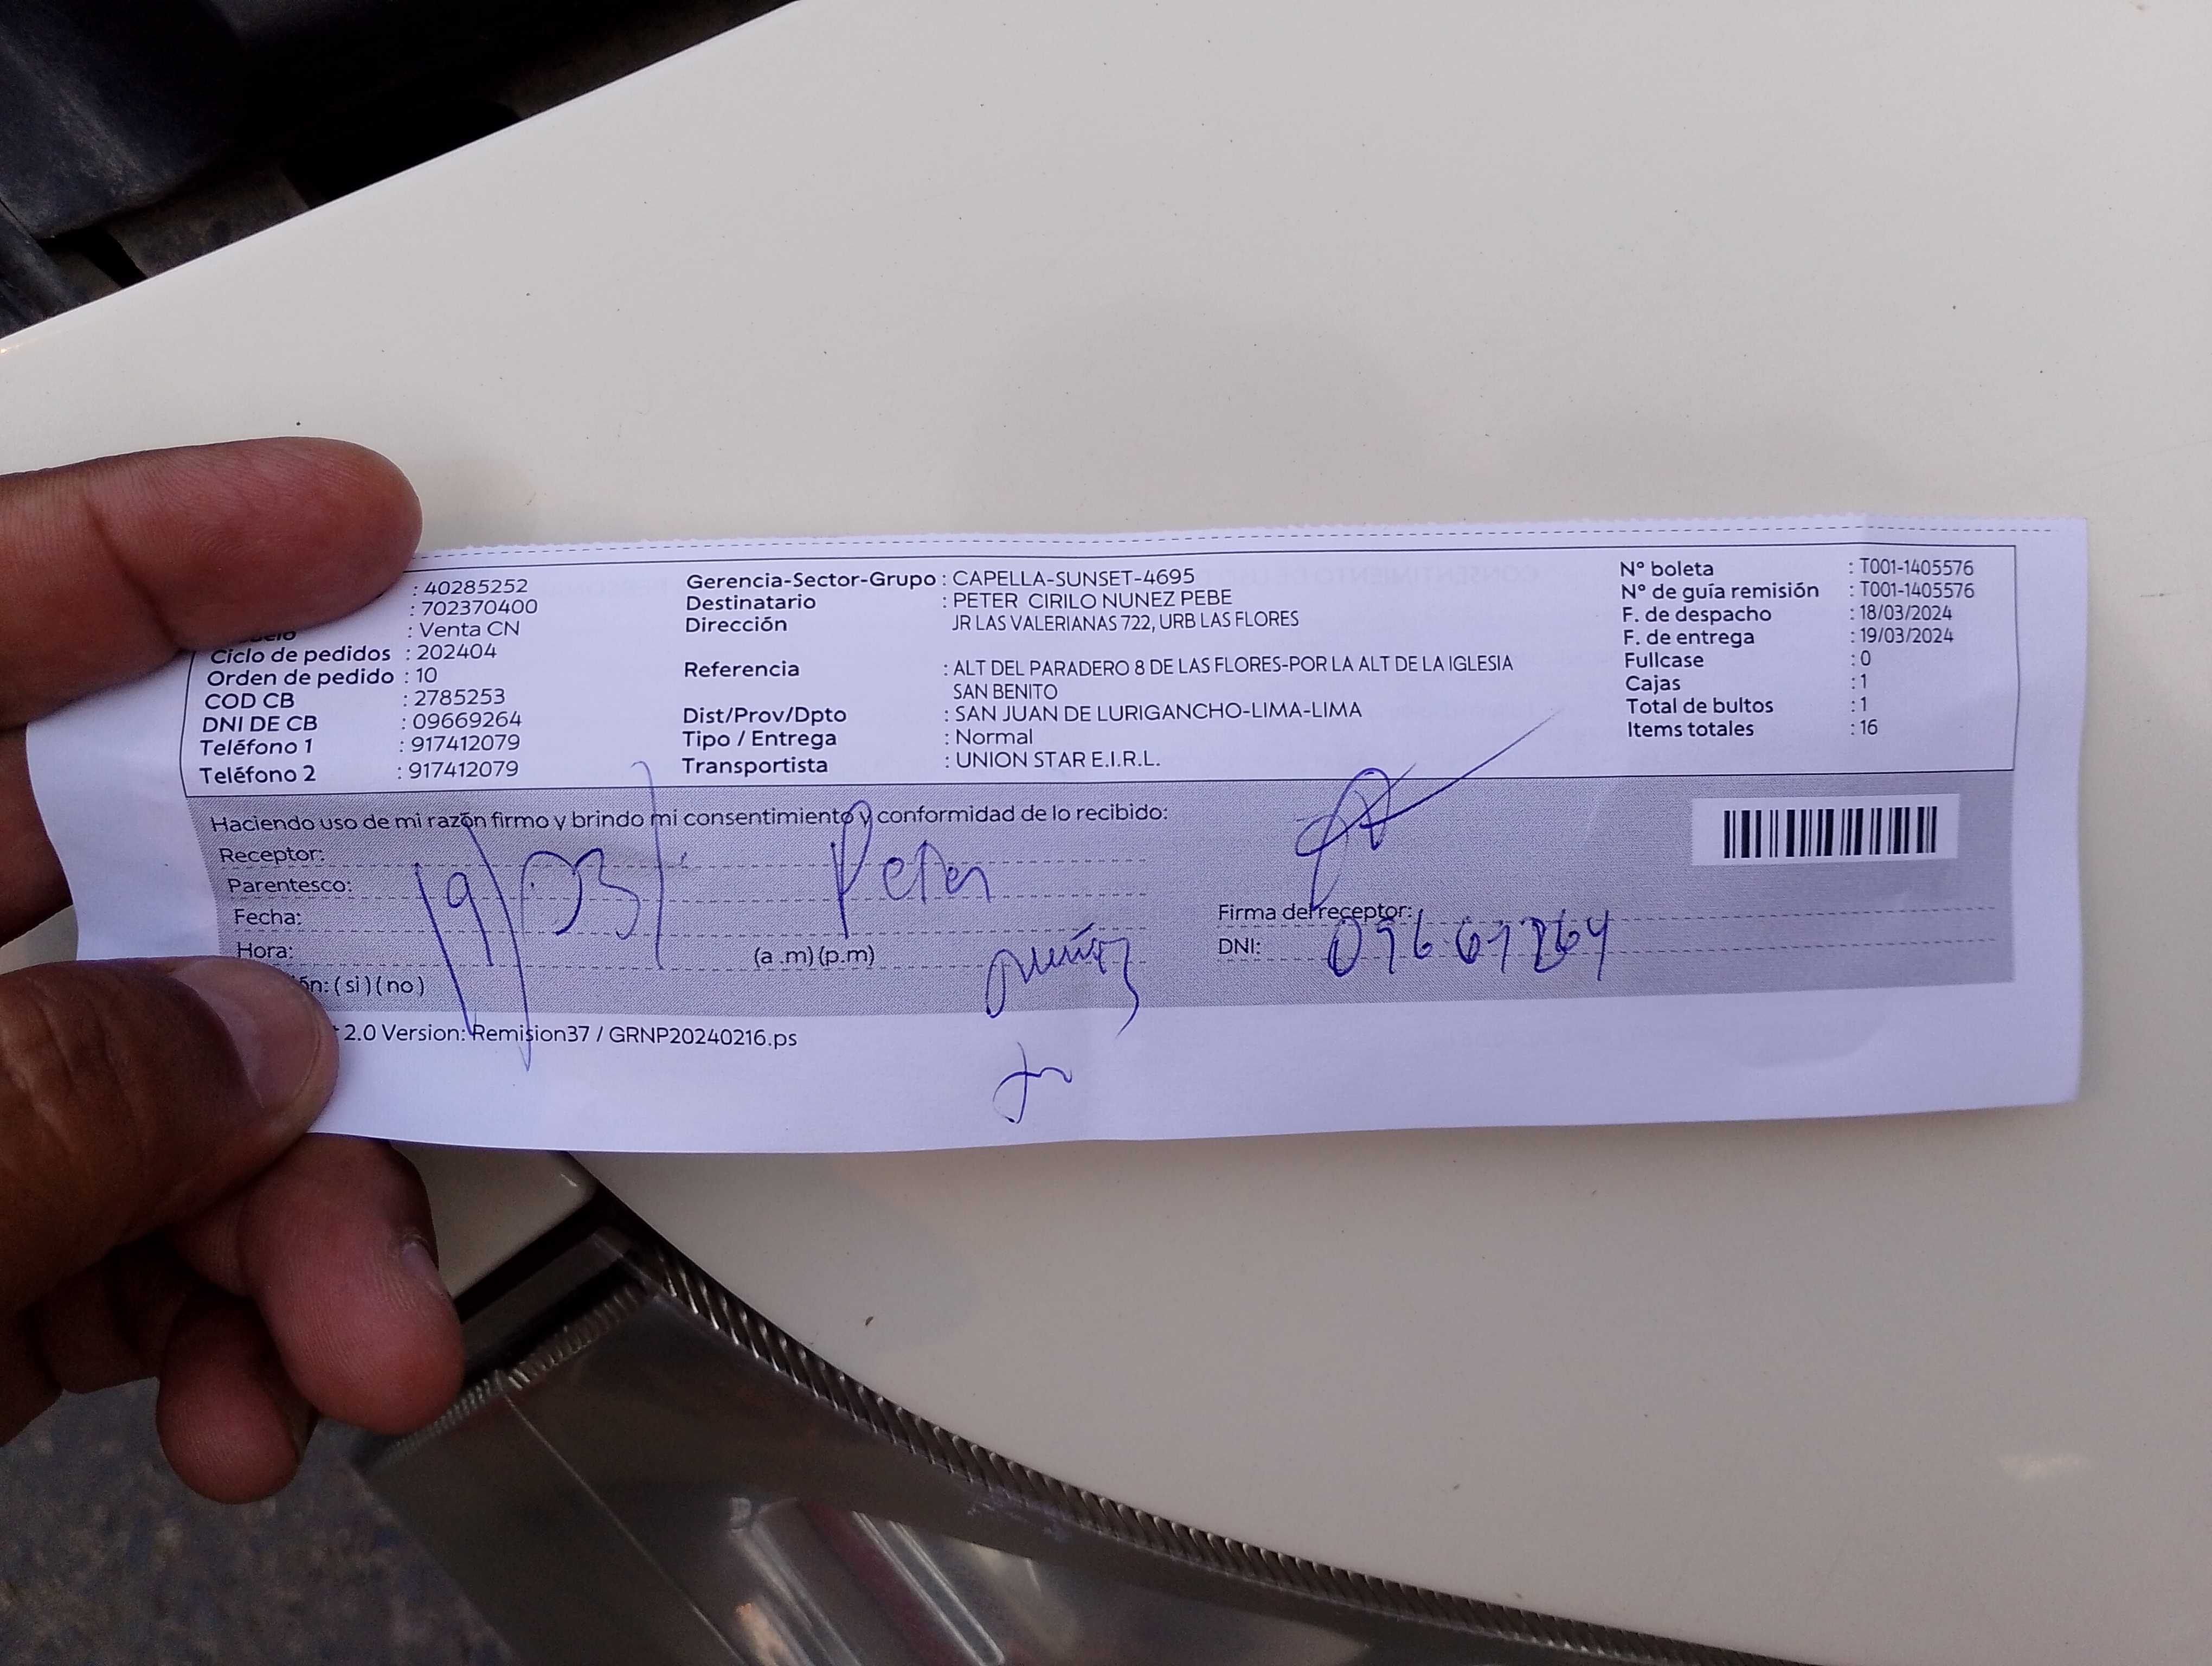 : 40285252
: 702370400
: Venta CN
Ciclo de pedidos : 202404
Orden de pedido : 10
COD CB : 2785253
DNI DE CB : 09669264
Teléfono 1 : 917412079
Teléfono 2 : 917412079
Gerencia-Sector-Grupo : CAPELLA-SUNSET-4695
Destinatario : PETER CIRILO NUNEZ PEBE
Dirección JR LAS VALERIANAS 722, URB LAS FLORES
Referencia : ALT DEL PARADERO 8 DE LAS FLORES-POR LA ALT DE LA IGLESIA
SAN BENITO
Dist/Prov/Dpto : SAN JUAN DE LURIGANCHO-LIMA-LIMA
Tipo / Entrega : Normal
Transportista : UNION STAR E.I.R.L.
N° boleta : T001-1405576
N° de guía remisión : T001-1405576
F. de despacho : 18/03/2024
F. de entrega : 19/03/2024
Fullcase : 0
Cajas : 1
Total de bultos : 1
Items totales : 16
Haciendo uso de mi razón firmo y brindo mi consentimiento y conformidad de lo recibido:
Receptor:
Parentesco:
19/03/ Peter
Fecha:
Hora: (a .m) (p.m)
Nuñez
Firma del receptor:
DNI: 09669264
ón: ( si ) ( no )
2.0 Version: Remision37 / GRNP20240216.ps